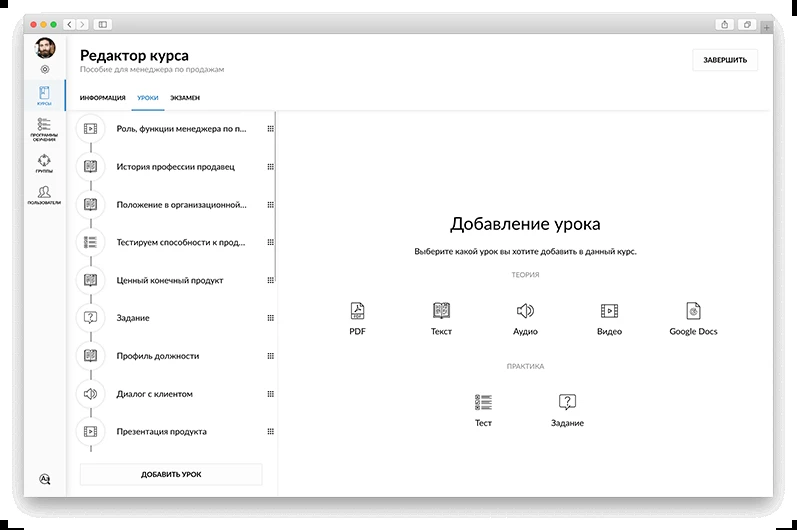 Редактор курса
Пособие для менеджера по продажам
ЗАВЕРШИТЬ
ИНФОРМАЦИЯ УРОКИ ЭКЗАМЕН
КУРСЫ
ПРОГРАММЫ
ОБУЧЕНИЯ
ГРУППЫ
ПОЛЬЗОВАТЕЛИ
Роль, функции менеджера по п...
История профессии продавец
Положение в организационной...
Тестируем способности к прод...
Ценный конечный продукт
Задание
Профиль должности
Диалог с клиентом
Презентация продукта
ДОБАВИТЬ УРОК
Добавление урока
Выберите какой урок вы хотите добавить в данный курс.
ТЕОРИЯ
PDF Текст Аудио Видео Google Docs
ПРАКТИКА
Тест Задание